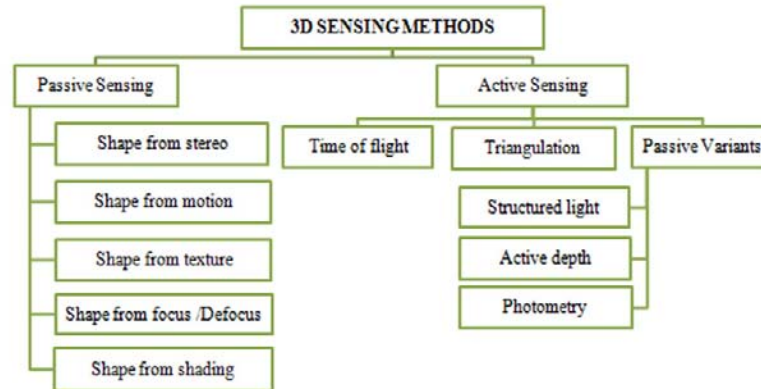 3D SENSING METHODS
Passive Sensing
Active Sensing
Shape from stereo
Shape from motion
Shape from texture
Shape from focus /Defocus
Shape from shading
Time of flight
Triangulation
Passive Variants
Structured light
Active depth
Photometry